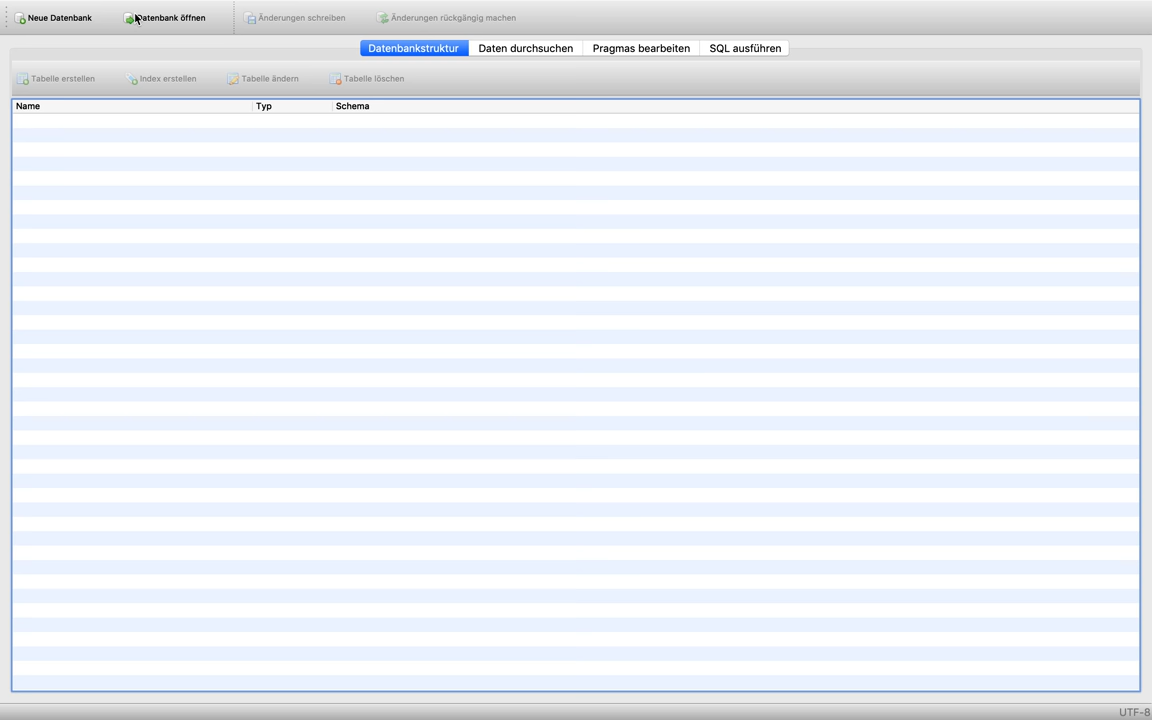 Neue Datenbank Datenbank öffnen Änderungen schreiben Änderungen rückgängig machen
Datenbankstruktur Daten durchsuchen Pragmas bearbeiten SQL ausführen
Tabelle erstellen Index erstellen Tabelle ändern Tabelle löschen
Name Typ Schema
UTF-8